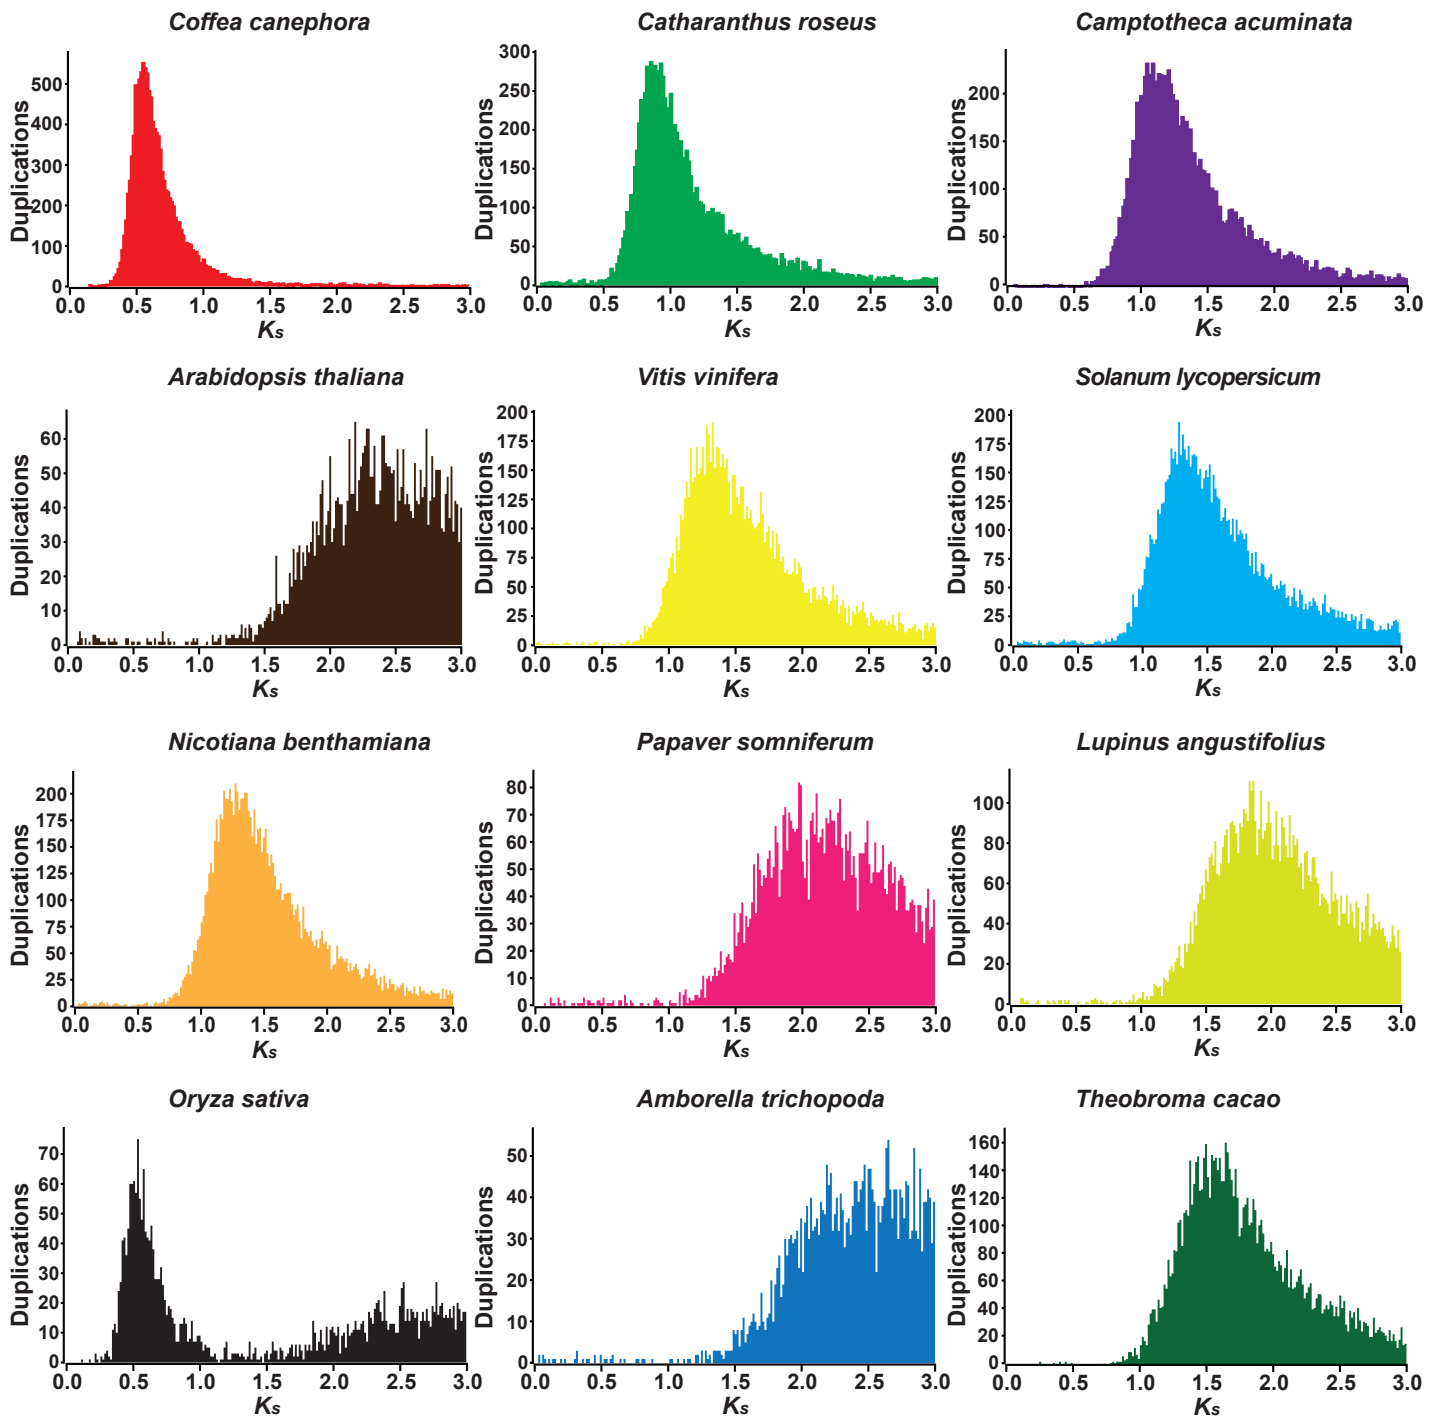 Coffea canephora
Catharanthus roseus
Camptotheca acuminata
Duplications
500
400
300
200
100
0
0.0 0.5 1.0 1.5 2.0 2.5 3.0
Ks
Duplications
300
250
200
150
100
50
0
0.0 0.5 1.0 1.5 2.0 2.5 3.0
Ks
Duplications
200
150
100
50
0
0.0 0.5 1.0 1.5 2.0 2.5 3.0
Ks
Arabidopsis thaliana
Vitis vinifera
Solanum lycopersicum
Duplications
60
50
40
30
20
10
0
0.0 0.5 1.0 1.5 2.0 2.5 3.0
Ks
Duplications
200
175
150
125
100
75
50
25
0
0.0 0.5 1.0 1.5 2.0 2.5 3.0
Ks
Duplications
200
175
150
125
100
75
50
25
0
0.0 0.5 1.0 1.5 2.0 2.5 3.0
Ks
Nicotiana benthamiana
Papaver somniferum
Lupinus angustifolius
Duplications
200
175
150
125
100
75
50
25
0
0.0 0.5 1.0 1.5 2.0 2.5 3.0
Ks
Duplications
80
70
60
50
40
30
20
10
0
0.0 0.5 1.0 1.5 2.0 2.5 3.0
Ks
Duplications
100
80
60
40
20
0
0.0 0.5 1.0 1.5 2.0 2.5 3.0
Ks
Oryza sativa
Amborella trichopoda
Theobroma cacao
Duplications
70
60
50
40
30
20
10
0
0.0 0.5 1.0 1.5 2.0 2.5 3.0
Ks
Duplications
50
40
30
20
10
0
0.0 0.5 1.0 1.5 2.0 2.5 3.0
Ks
Duplications
160
140
120
100
80
60
40
20
0
0.0 0.5 1.0 1.5 2.0 2.5 3.0
Ks